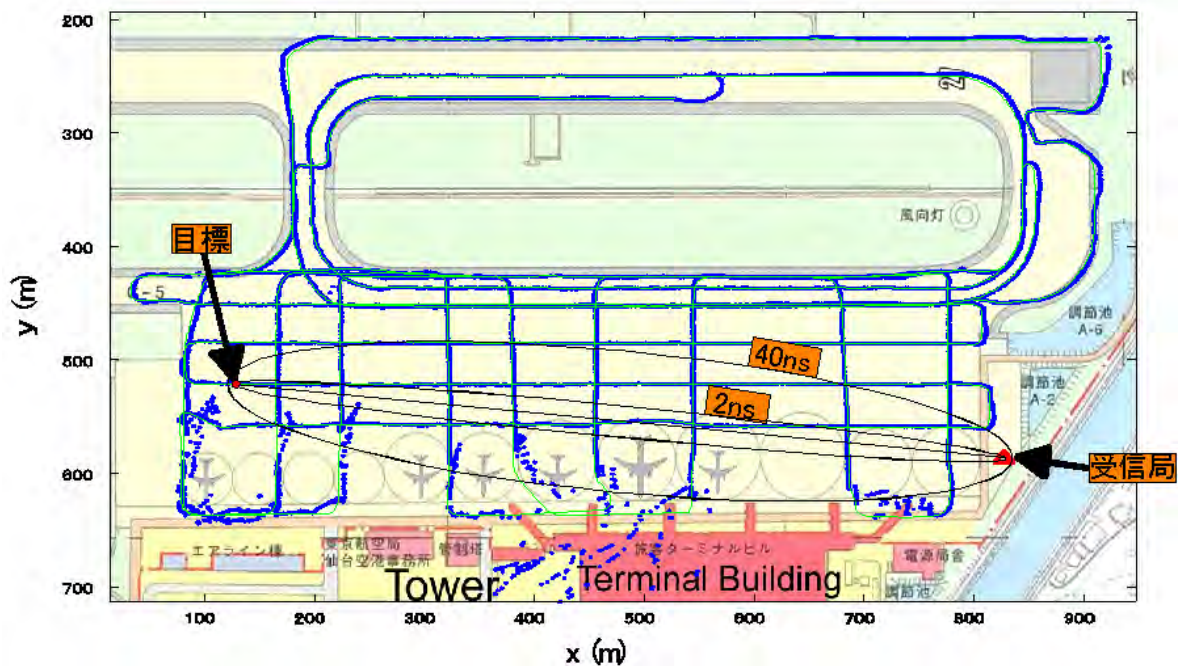 200
300
400
500
600
700
y (m)
27
風向灯
目標
- 5
調節池
A-6
40ns
調節池
A-2
2ns
受信局
エアライン棟
東京航空局
仙台空港事務所
管制塔
旅客ターミナルビル
電源局舎
調節池
Tower
Terminal Building
100
200
300
400
500
600
700
800
900
x (m)